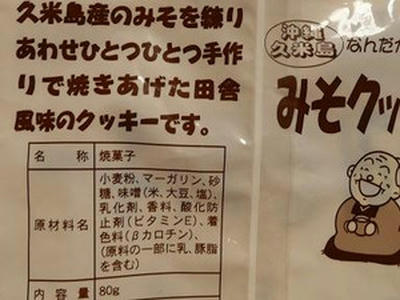 久米島産のみそを練り
あわせひとつひとつ手作
りで焼きあげた田舎
風味のクッキーです。
名 称 焼菓子
原材料名
小麦粉、マーガリン、砂
糖、味噌(米、大豆、塩)、
乳化剤、香料、酸化防
止剤(ビタミンE)、着
色料(βカロチン)、
(原料の一部に乳、豚脂
を含む)
内 容 量 80g
沖縄
久米島
なんだか
みそクッ